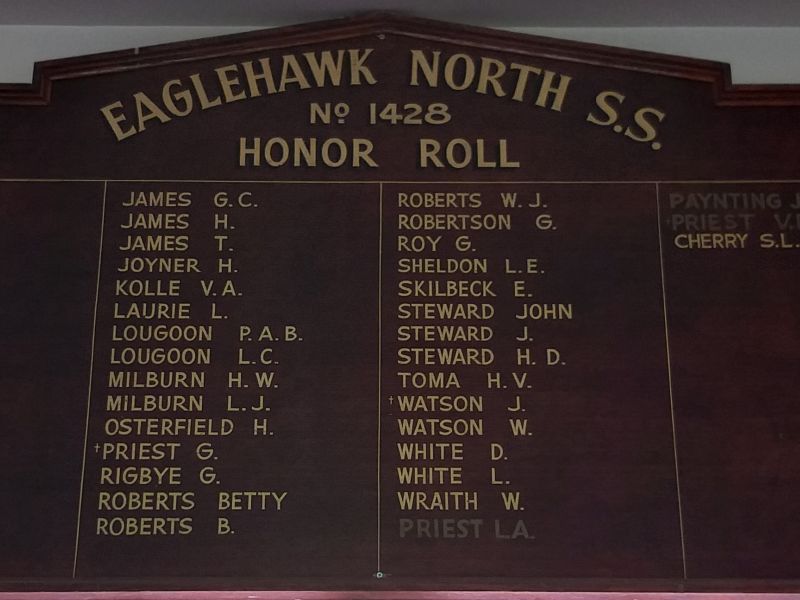 EAGLEHAWK NORTH S.S.
Nº 1428
HONOR ROLL
JAMES G.C.
JAMES H.
JAMES T.
JOYNER H.
KOLLE V.A.
LAURIE L.
LOUGOON P.A.B.
LOUGOON L.C.
MILBURN H.W.
MILBURN L.J.
OSTERFIELD H.
†PRIEST G.
RIGBYE G.
ROBERTS BETTY
ROBERTS B.
ROBERTS W.J.
ROBERTSON G.
ROY G.
SHELDON L.E.
SKILBECK E.
STEWARD JOHN
STEWARD J.
STEWARD H.D.
TOMA H.V.
†WATSON J.
WATSON W.
WHITE D.
WHITE L.
WRAITH W.
PRIEST L.A.
PAYNTING J
†PRIEST V.
CHERRY S.L.